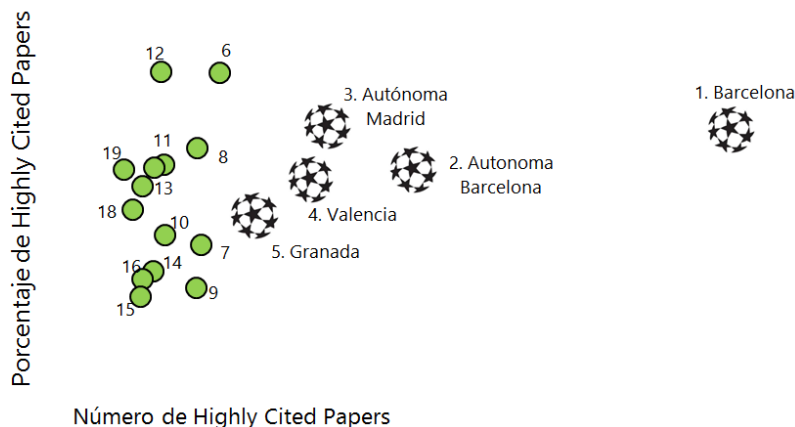 Porcentaje de Highly Cited Papers
12
6
3. Autónoma
Madrid
1. Barcelona
11
8
19
2. Autonoma
Barcelona
13
18
4. Valencia
10
7
5. Granada
16
14
9
15
Número de Highly Cited Papers